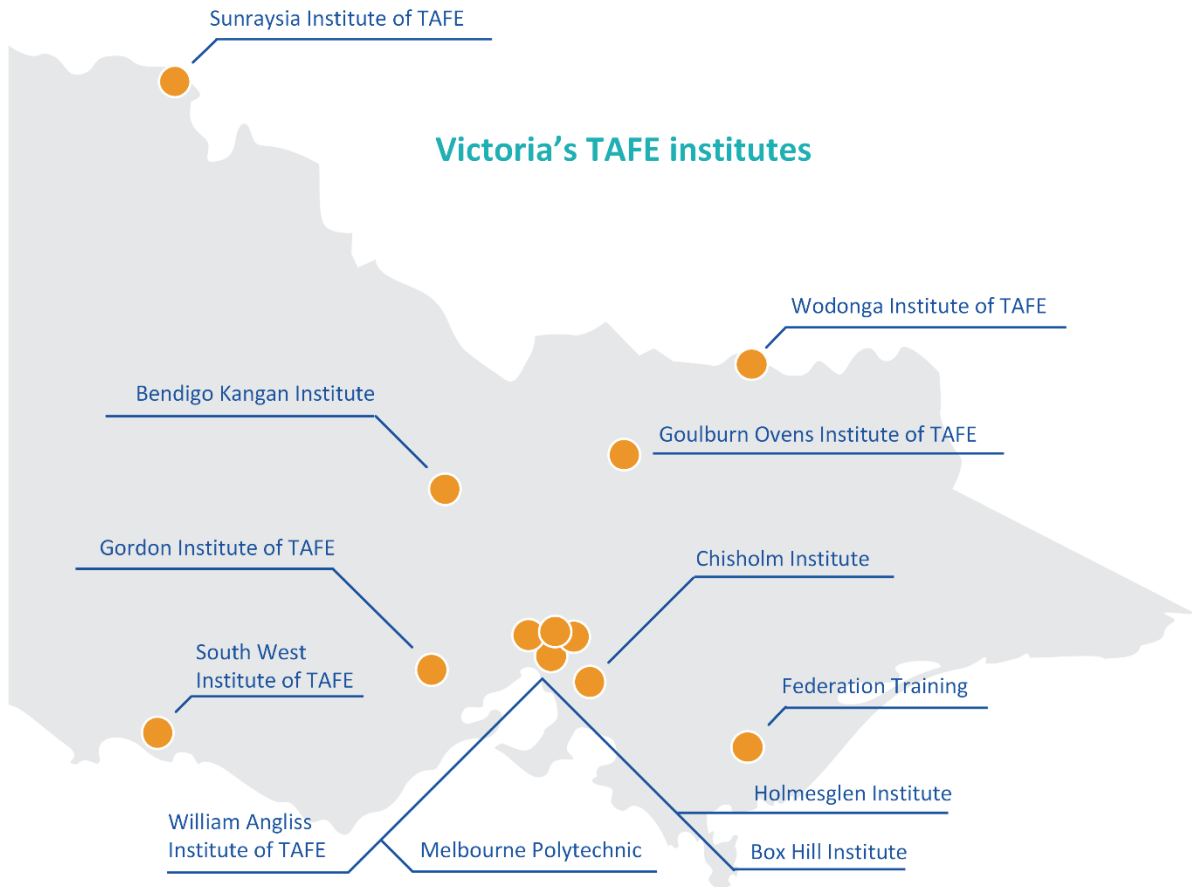 Sunraysia Institute of TAFE
Victoria’s TAFE institutes
Wodonga Institute of TAFE
Bendigo Kangan Institute
Goulburn Ovens Institute of TAFE
Gordon Institute of TAFE
Chisholm Institute
South West
Institute of TAFE
Federation Training
Holmesglen Institute
William Angliss
Institute of TAFE
Melbourne Polytechnic
Box Hill Institute